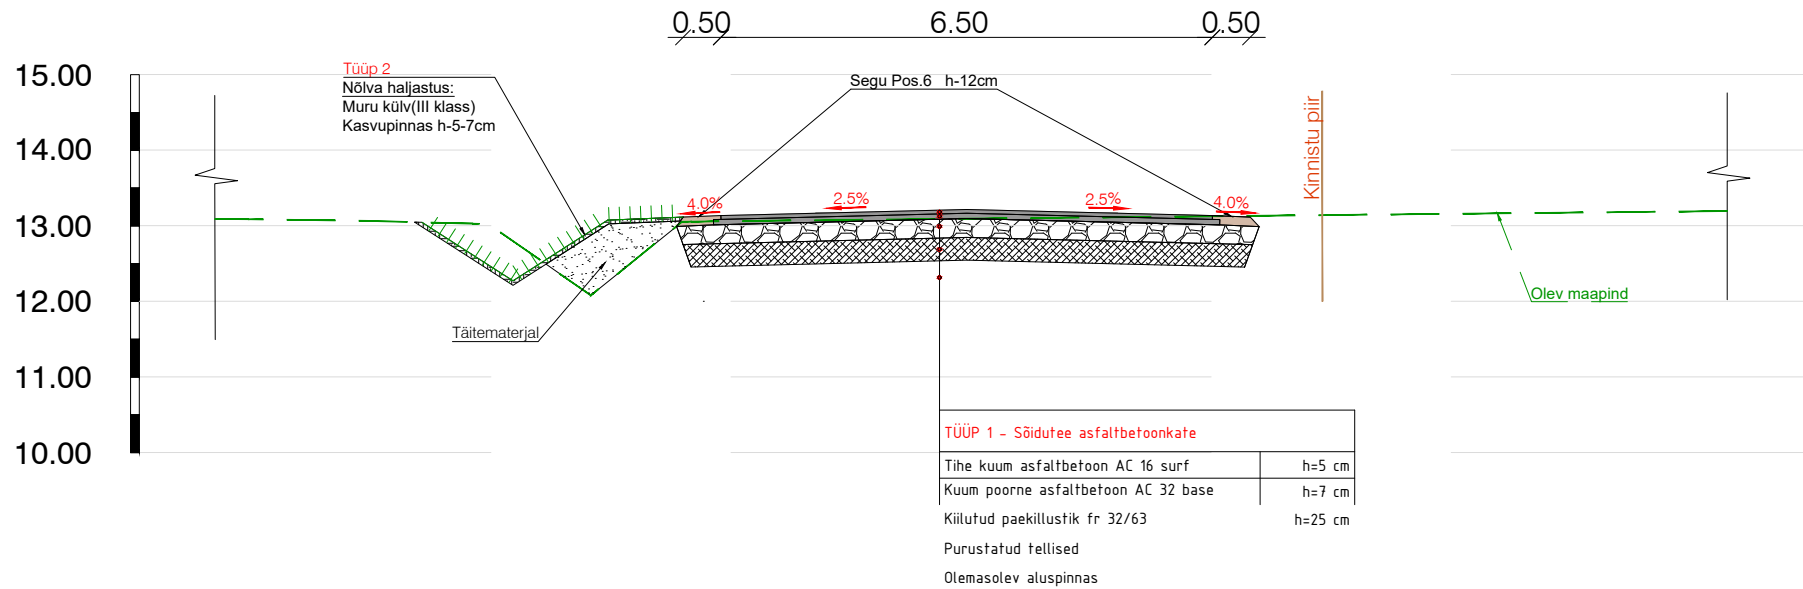 0.50 6.50 0.50
15.00
14.00
13.00
12.00
11.00
10.00
Tüüp 2
Nõlva haljastus:
Muru külv(III klass)
Kasvupinnas h-5-7cm
Segu Pos.6 h-12cm
Kinnistu piir
4.0% 2.5% 2.5% 4.0%
Olev maapind
Täitematerjal
TÜÜP 1 - Sõidutee asfaltbetoonkate
Tihe kuum asfaltbetoon AC 16 surf h=5 cm
Kuum poorne asfaltbetoon AC 32 base h=7 cm
Kiilutud paekillustik fr 32/63 h=25 cm
Purustatud tellised
Olemasolev aluspinnas